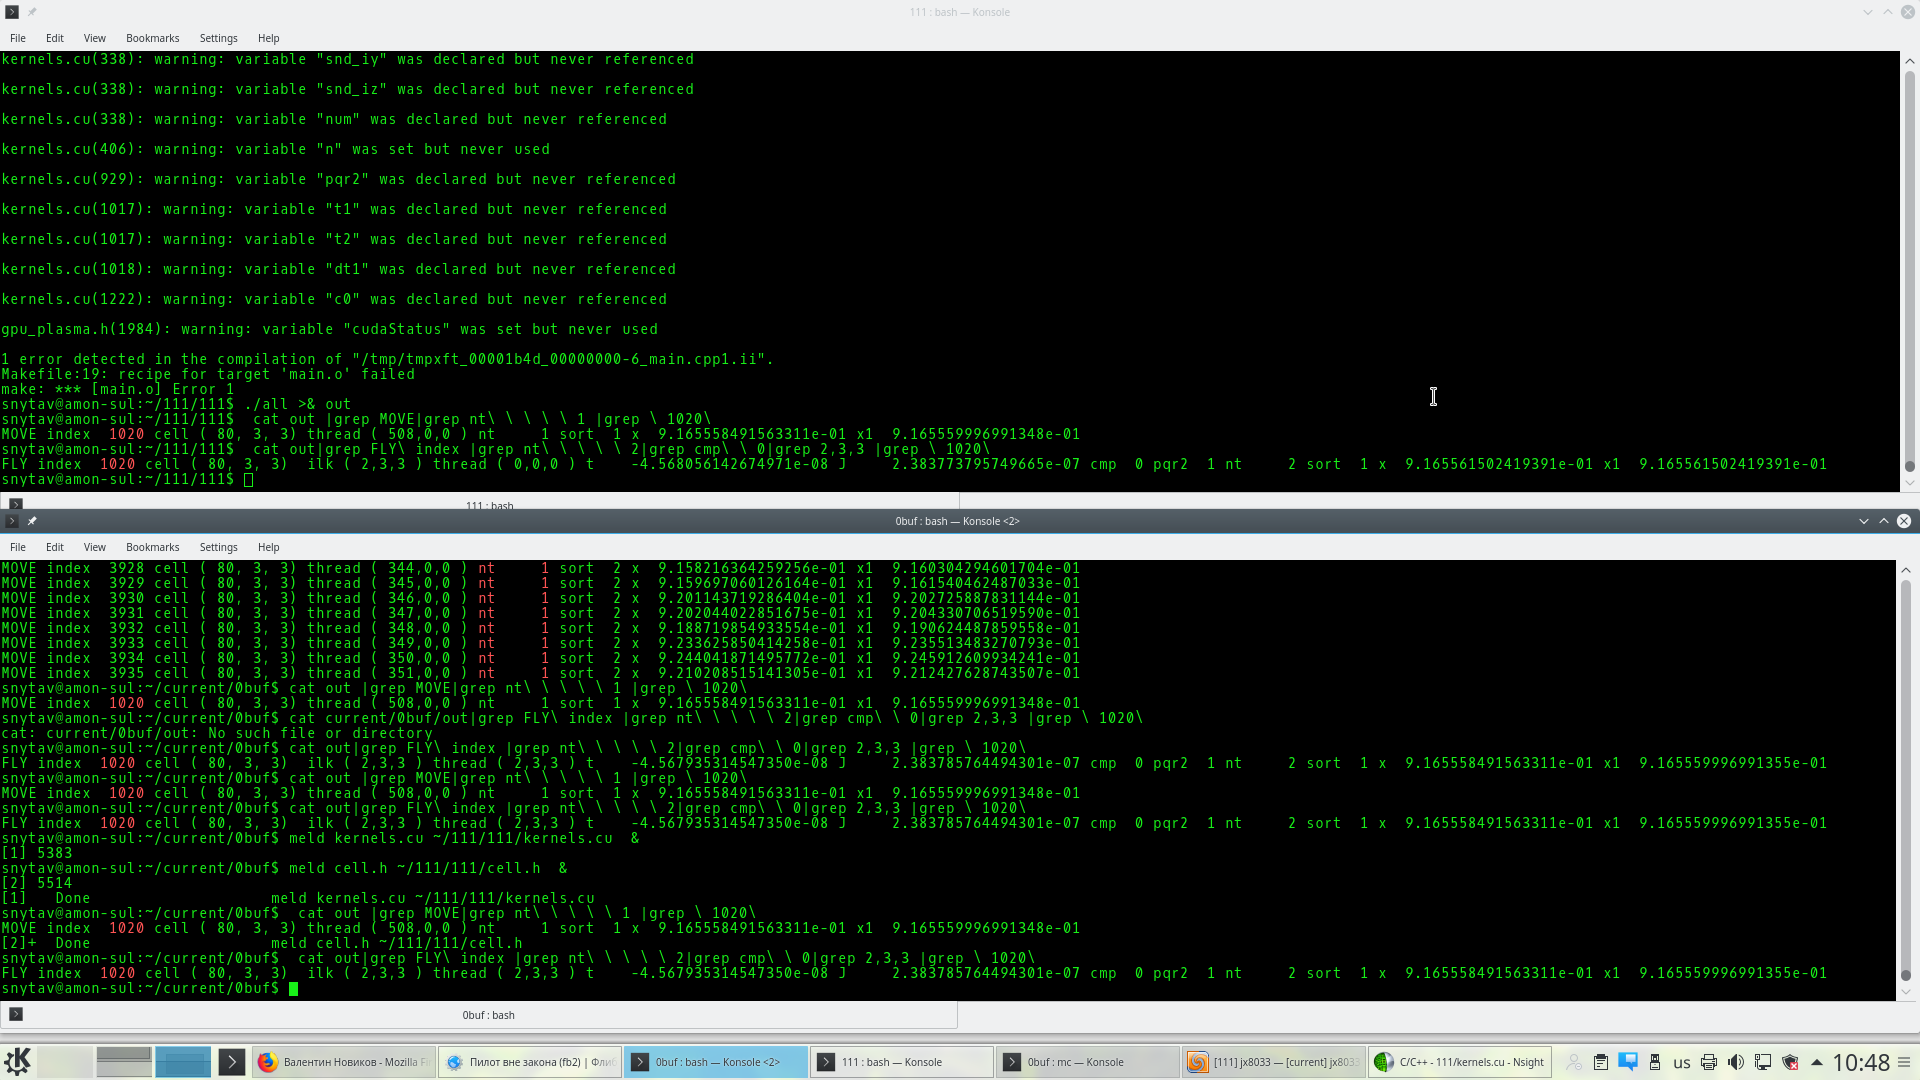 111 : bash — Konsole
File Edit View Bookmarks Settings Help
kernels.cu(338): warning: variable "snd_iy" was declared but never referenced
kernels.cu(338): warning: variable "snd_iz" was declared but never referenced
kernels.cu(338): warning: variable "num" was declared but never referenced
kernels.cu(406): warning: variable "n" was set but never used
kernels.cu(929): warning: variable "pqr2" was declared but never referenced
kernels.cu(1017): warning: variable "t1" was declared but never referenced
kernels.cu(1017): warning: variable "t2" was declared but never referenced
kernels.cu(1018): warning: variable "dt1" was declared but never referenced
kernels.cu(1222): warning: variable "c0" was declared but never referenced
gpu_plasma.h(1984): warning: variable "cudaStatus" was set but never used
1 error detected in the compilation of "/tmp/tmpxft_00001b4d_00000000-6_main.cpp1.ii".
Makefile:19: recipe for target 'main.o' failed
make: *** [main.o] Error 1
snytav@amon-sul:~/111/111$ ./all >& out
snytav@amon-sul:~/111/111$  cat out |grep MOVE|grep nt\ \ \ \ \ 1 |grep \ 1020\
MOVE index  1020 cell ( 80, 3, 3) thread ( 508,0,0 ) nt     1 sort  1 x  9.165558491563311e-01 x1  9.165559996991348e-01
snytav@amon-sul:~/111/111$  cat out|grep FLY\ index |grep nt\ \ \ \ \ 2|grep cmp\ \ 0|grep 2,3,3 |grep \ 1020\
FLY index  1020 cell ( 80, 3, 3)  ilk ( 2,3,3 ) thread ( 0,0,0 ) t    -4.568056142674971e-08 J     2.383773795749665e-07 cmp  0 pqr2  1 nt     2 sort  1 x  9.165561502419391e-01 x1  9.165561502419391e-01
snytav@amon-sul:~/111/111$
111 : bash
0buf : bash — Konsole <2>
File Edit View Bookmarks Settings Help
MOVE index  3928 cell ( 80, 3, 3) thread ( 344,0,0 ) nt     1 sort  2 x  9.158216364259256e-01 x1  9.160304294601704e-01
MOVE index  3929 cell ( 80, 3, 3) thread ( 345,0,0 ) nt     1 sort  2 x  9.159697060126164e-01 x1  9.161540462487033e-01
MOVE index  3930 cell ( 80, 3, 3) thread ( 346,0,0 ) nt     1 sort  2 x  9.201143719286404e-01 x1  9.202725887831144e-01
MOVE index  3931 cell ( 80, 3, 3) thread ( 347,0,0 ) nt     1 sort  2 x  9.202044022851675e-01 x1  9.204330706519590e-01
MOVE index  3932 cell ( 80, 3, 3) thread ( 348,0,0 ) nt     1 sort  2 x  9.188719854933554e-01 x1  9.190624487859558e-01
MOVE index  3933 cell ( 80, 3, 3) thread ( 349,0,0 ) nt     1 sort  2 x  9.233625850414258e-01 x1  9.235513483270793e-01
MOVE index  3934 cell ( 80, 3, 3) thread ( 350,0,0 ) nt     1 sort  2 x  9.244041871495772e-01 x1  9.245912609934241e-01
MOVE index  3935 cell ( 80, 3, 3) thread ( 351,0,0 ) nt     1 sort  2 x  9.210208515141305e-01 x1  9.212427628743507e-01
snytav@amon-sul:~/current/0buf$ cat out |grep MOVE|grep nt\ \ \ \ \ 1 |grep \ 1020\
MOVE index  1020 cell ( 80, 3, 3) thread ( 508,0,0 ) nt     1 sort  1 x  9.165558491563311e-01 x1  9.165559996991348e-01
snytav@amon-sul:~/current/0buf$ cat current/0buf/out|grep FLY\ index |grep nt\ \ \ \ \ 2|grep cmp\ \ 0|grep 2,3,3 |grep \ 1020\
cat: current/0buf/out: No such file or directory
snytav@amon-sul:~/current/0buf$ cat out|grep FLY\ index |grep nt\ \ \ \ \ 2|grep cmp\ \ 0|grep 2,3,3 |grep \ 1020\
FLY index  1020 cell ( 80, 3, 3)  ilk ( 2,3,3 ) thread ( 2,3,3 ) t    -4.567935314547350e-08 J     2.383785764494301e-07 cmp  0 pqr2  1 nt     2 sort  1 x  9.165558491563311e-01 x1  9.165559996991355e-01
snytav@amon-sul:~/current/0buf$ cat out |grep MOVE|grep nt\ \ \ \ \ 1 |grep \ 1020\
MOVE index  1020 cell ( 80, 3, 3) thread ( 508,0,0 ) nt     1 sort  1 x  9.165558491563311e-01 x1  9.165559996991348e-01
snytav@amon-sul:~/current/0buf$ cat out|grep FLY\ index |grep nt\ \ \ \ \ 2|grep cmp\ \ 0|grep 2,3,3 |grep \ 1020\
FLY index  1020 cell ( 80, 3, 3)  ilk ( 2,3,3 ) thread ( 2,3,3 ) t    -4.567935314547350e-08 J     2.383785764494301e-07 cmp  0 pqr2  1 nt     2 sort  1 x  9.165558491563311e-01 x1  9.165559996991355e-01
snytav@amon-sul:~/current/0buf$ meld kernels.cu ~/111/111/kernels.cu  &
[1] 5383
snytav@amon-sul:~/current/0buf$ meld cell.h ~/111/111/cell.h  &
[2] 5514
[1]   Done                    meld kernels.cu ~/111/111/kernels.cu
snytav@amon-sul:~/current/0buf$  cat out |grep MOVE|grep nt\ \ \ \ \ 1 |grep \ 1020\
MOVE index  1020 cell ( 80, 3, 3) thread ( 508,0,0 ) nt     1 sort  1 x  9.165558491563311e-01 x1  9.165559996991348e-01
[2]+  Done                    meld cell.h ~/111/111/cell.h
snytav@amon-sul:~/current/0buf$  cat out|grep FLY\ index |grep nt\ \ \ \ \ 2|grep cmp\ \ 0|grep 2,3,3 |grep \ 1020\
FLY index  1020 cell ( 80, 3, 3)  ilk ( 2,3,3 ) thread ( 2,3,3 ) t    -4.567935314547350e-08 J     2.383785764494301e-07 cmp  0 pqr2  1 nt     2 sort  1 x  9.165558491563311e-01 x1  9.165559996991355e-01
snytav@amon-sul:~/current/0buf$
0buf : bash
Валентин Новиков - Mozilla Fi Пилот вне закона (fb2) | Флиб 0buf : bash — Konsole <2> 111 : bash — Konsole 0buf : mc — Konsole [111] jx8033 — [current] jx8033 C/C++ - 111/kernels.cu - Nsight us 10:48